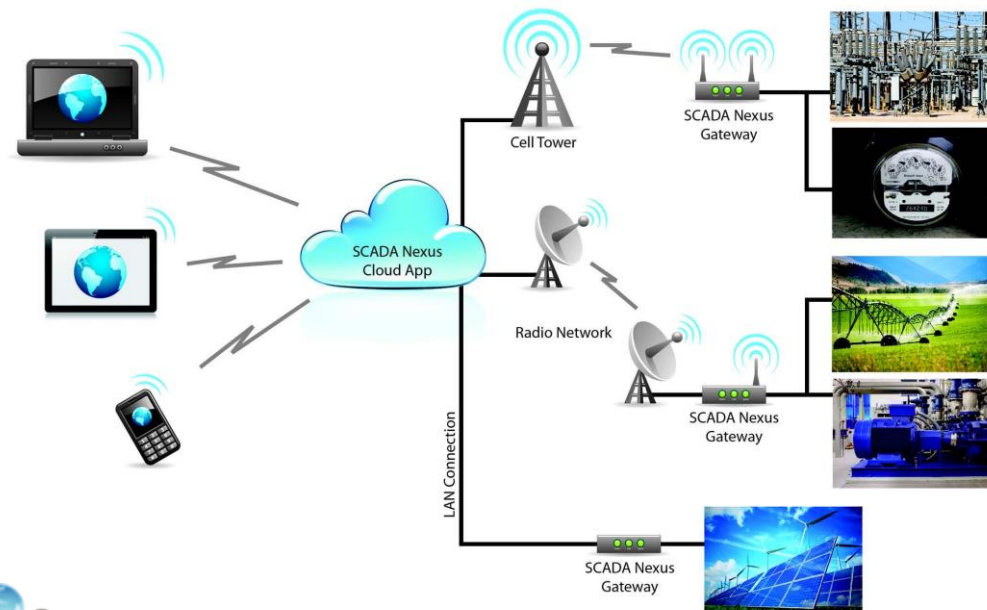 Cell Tower
SCADA Nexus
Gateway
SCADA Nexus
Cloud App
Radio Network
SCADA Nexus
Gateway
LAN Connection
SCADA Nexus
Gateway